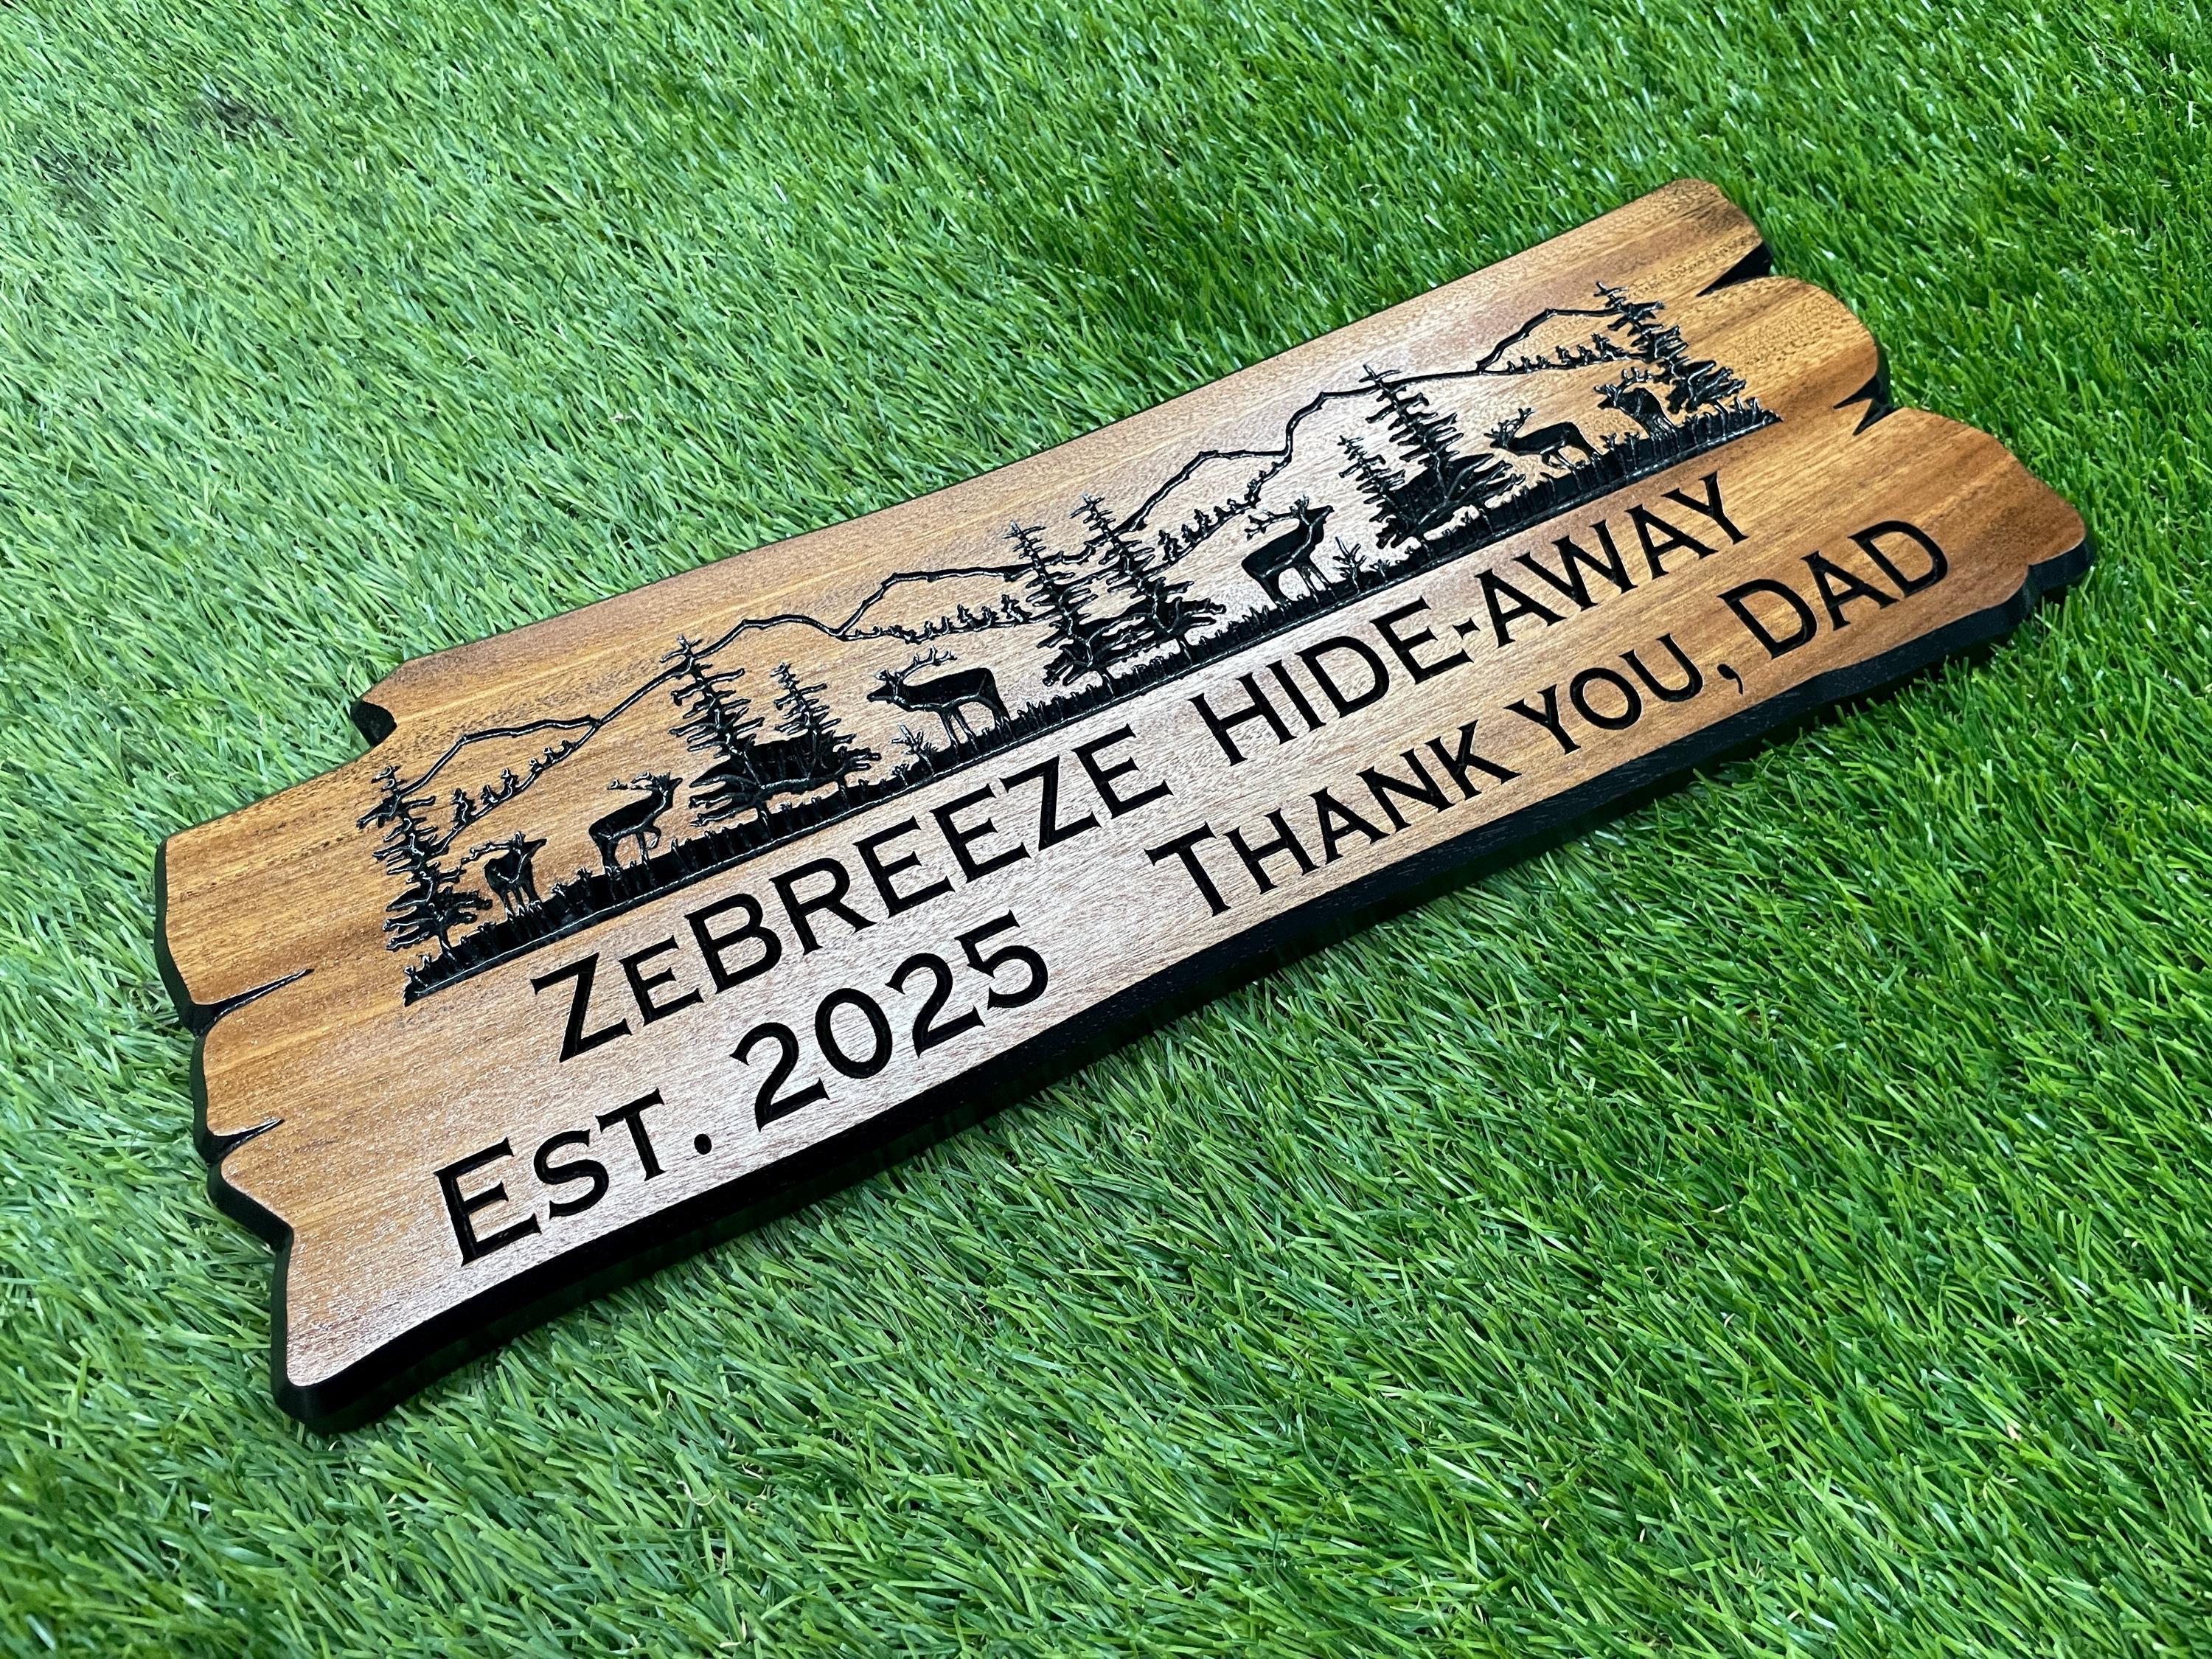 ZEBREEZE HIDE-AWAY
EST. 2025 THANK YOU, DAD